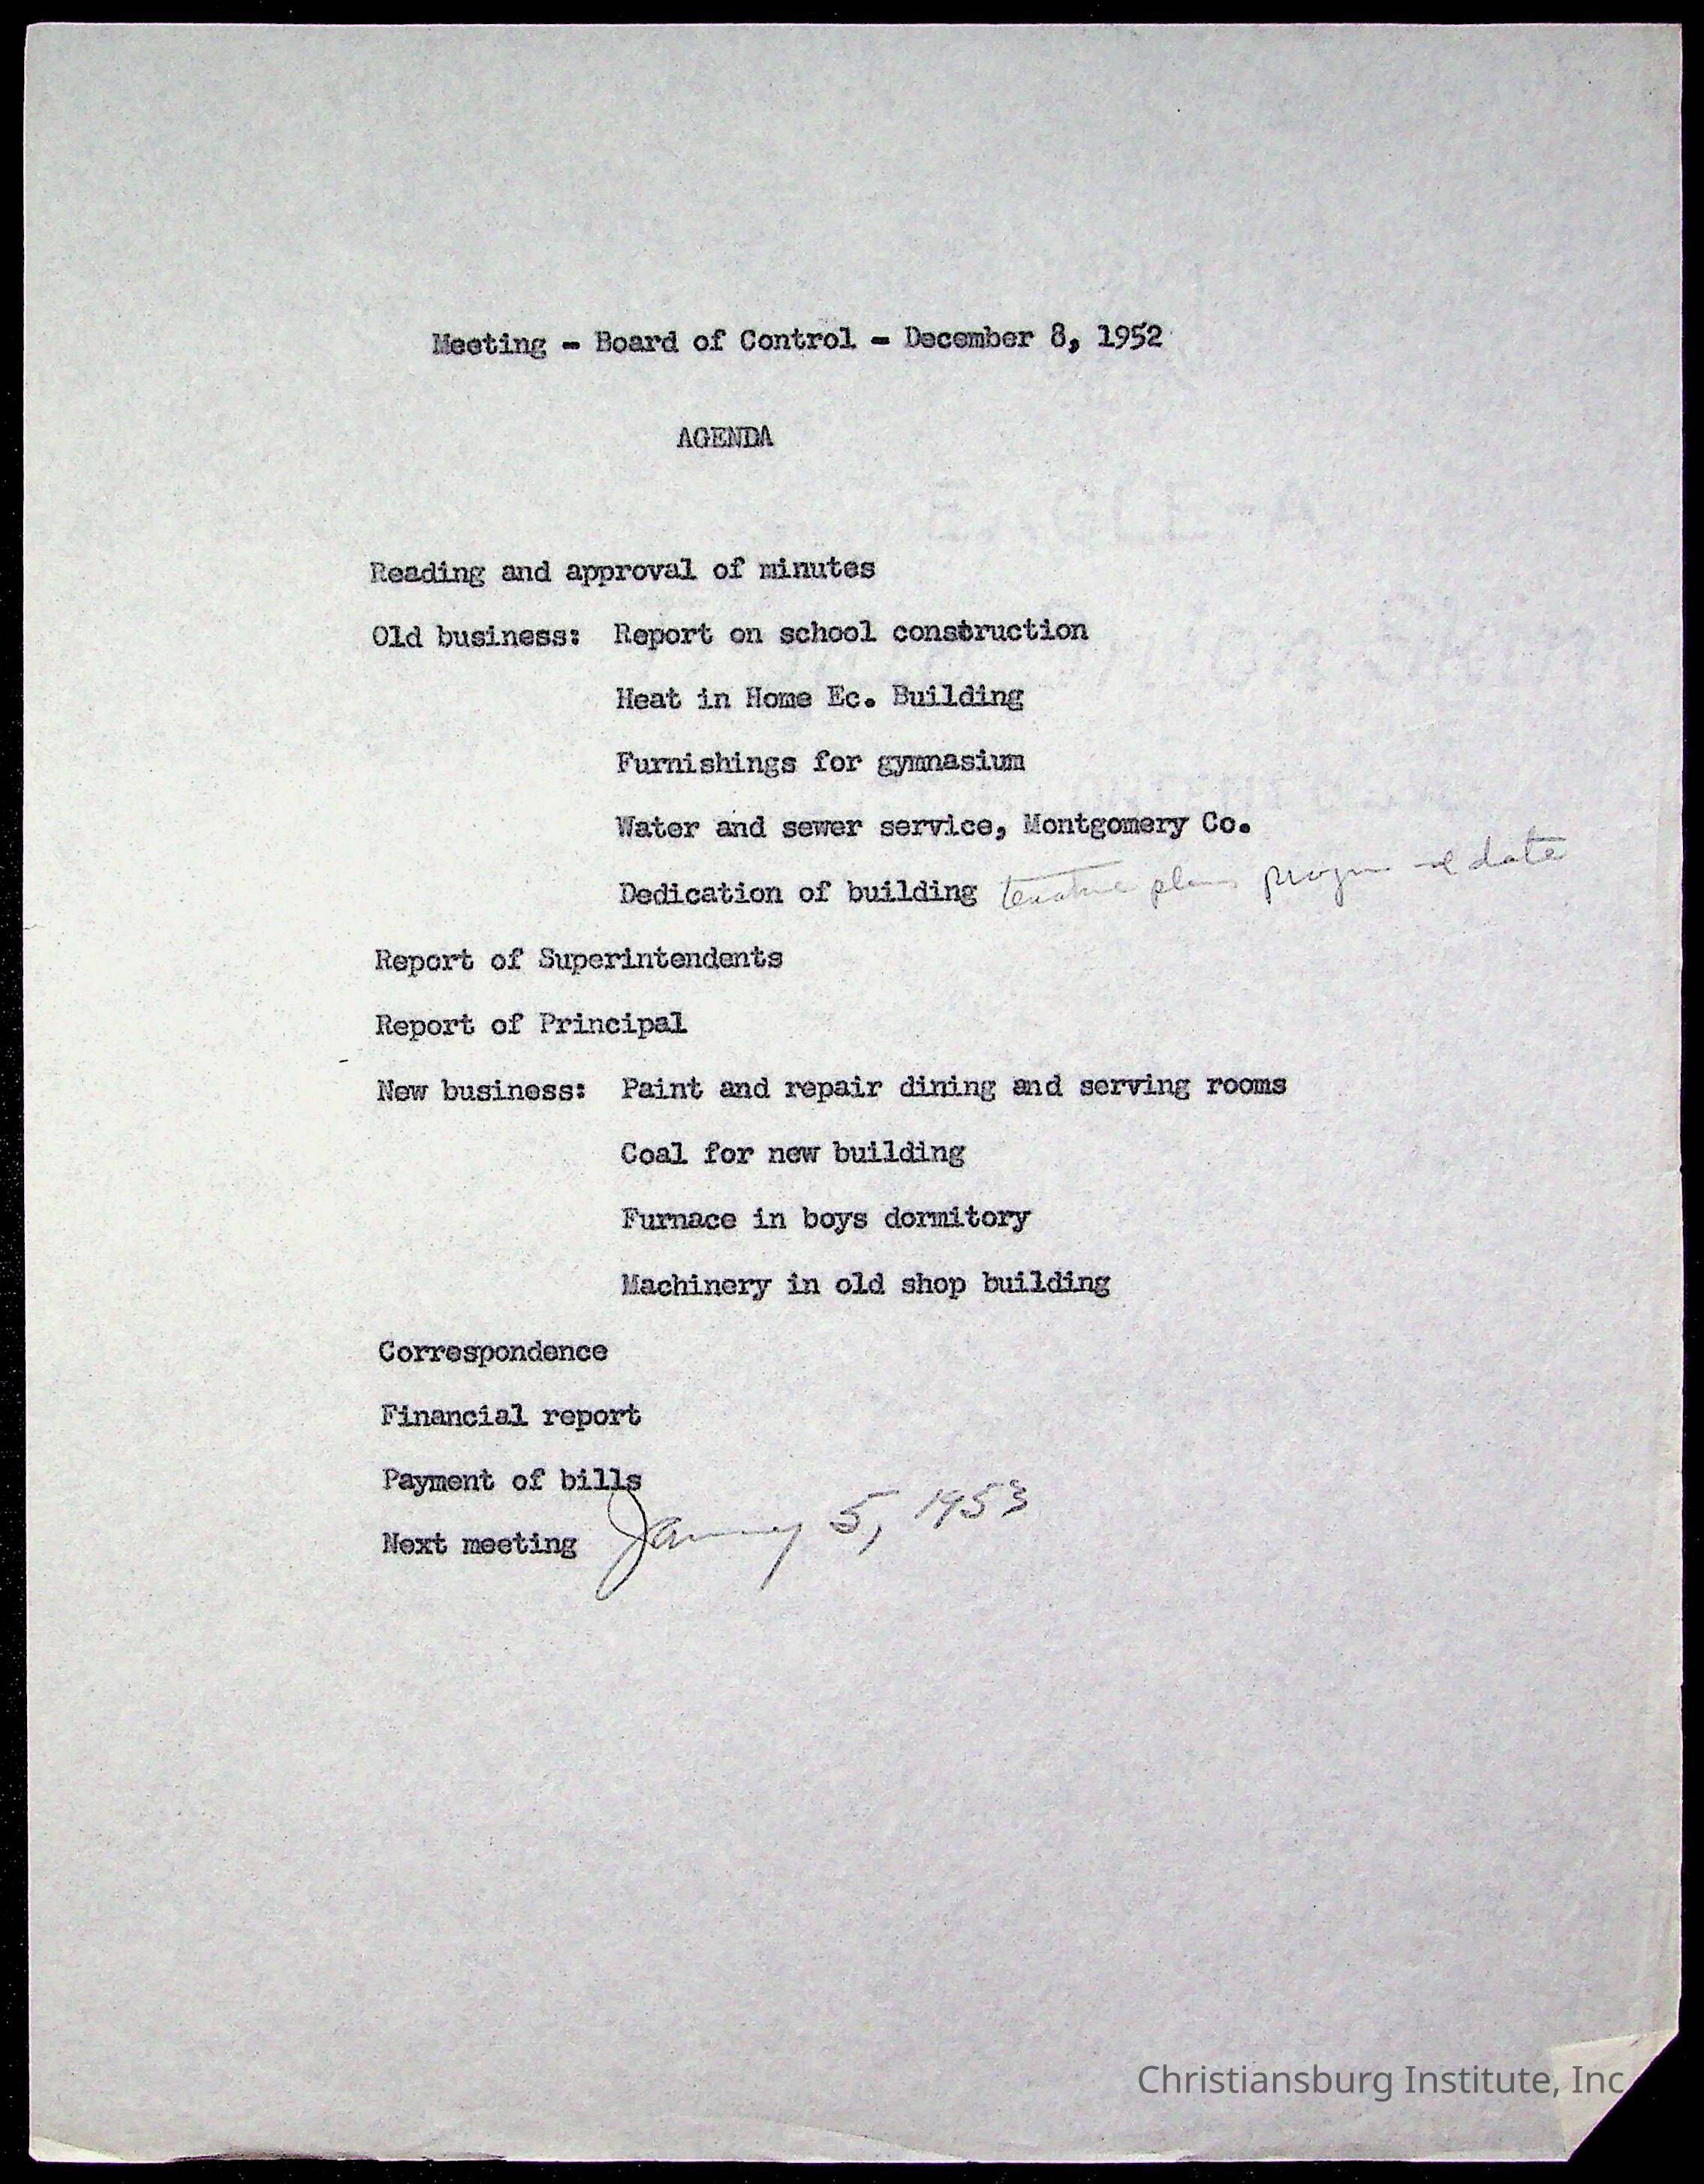 Meeting - Board of Control - December 8, 1952
AGENDA
Reading and approval of minutes
Old business: Report on school construction
Heat in Home Ec. Building
Furnishings for gymnasium
Water and sewer service, Montgomery Co.
Dedication of building plans program date
Report of Superintendents
Report of Principal
New business: Paint and repair dining and serving rooms
Coal for new building
Furnace in boys dormitory
Machinery in old shop building
Correspondence
Financial report
Payment of bills
Next meeting January 5, 1953
Christiansburg Institute, Inc